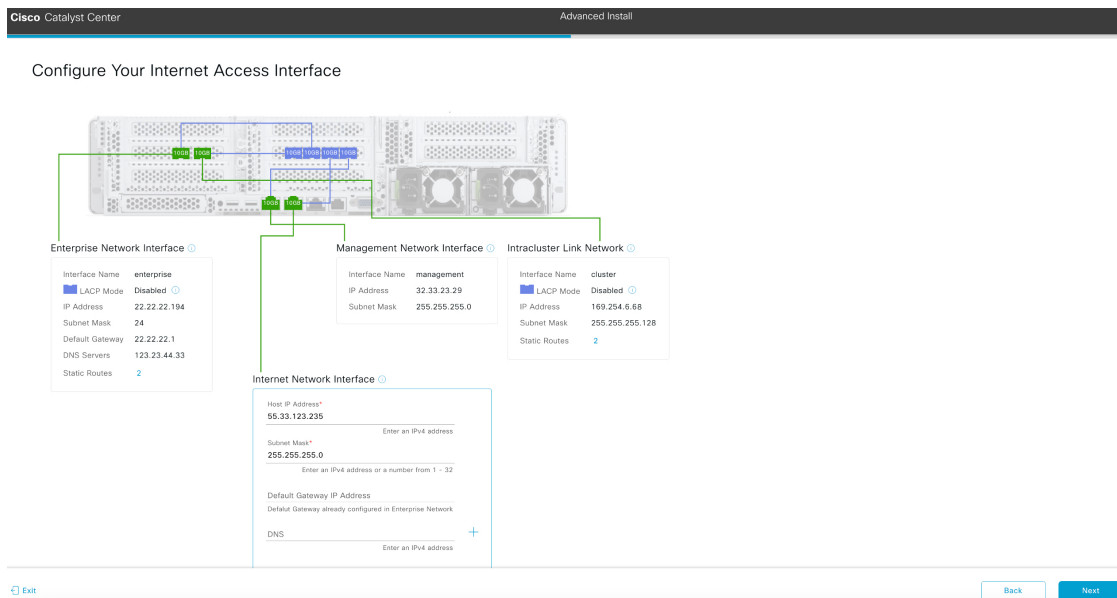 Cisco Catalyst Center
Advanced Install
Configure Your Internet Access Interface
10GB 10GB 10GB 10GB 10GB 10GB
10GB 10GB
Enterprise Network Interface
Interface Name enterprise
LACP Mode Disabled
IP Address 22.22.22.194
Subnet Mask 24
Default Gateway 22.22.22.1
DNS Servers 123.23.44.33
Static Routes 2
Management Network Interface
Interface Name management
IP Address 32.33.23.29
Subnet Mask 255.255.255.0
Intracluster Link Network
Interface Name cluster
LACP Mode Disabled
IP Address 169.254.6.68
Subnet Mask 255.255.255.128
Static Routes 2
Internet Network Interface
Host IP Address*
55.33.123.235
Enter an IPv4 address
Subnet Mask*
255.255.255.0
Enter an IPv4 address or a number from 1 - 32
Default Gateway IP Address
Defalut Gateway already configured in Enterprise Network
DNS
Enter an IPv4 address
Exit
Back
Next